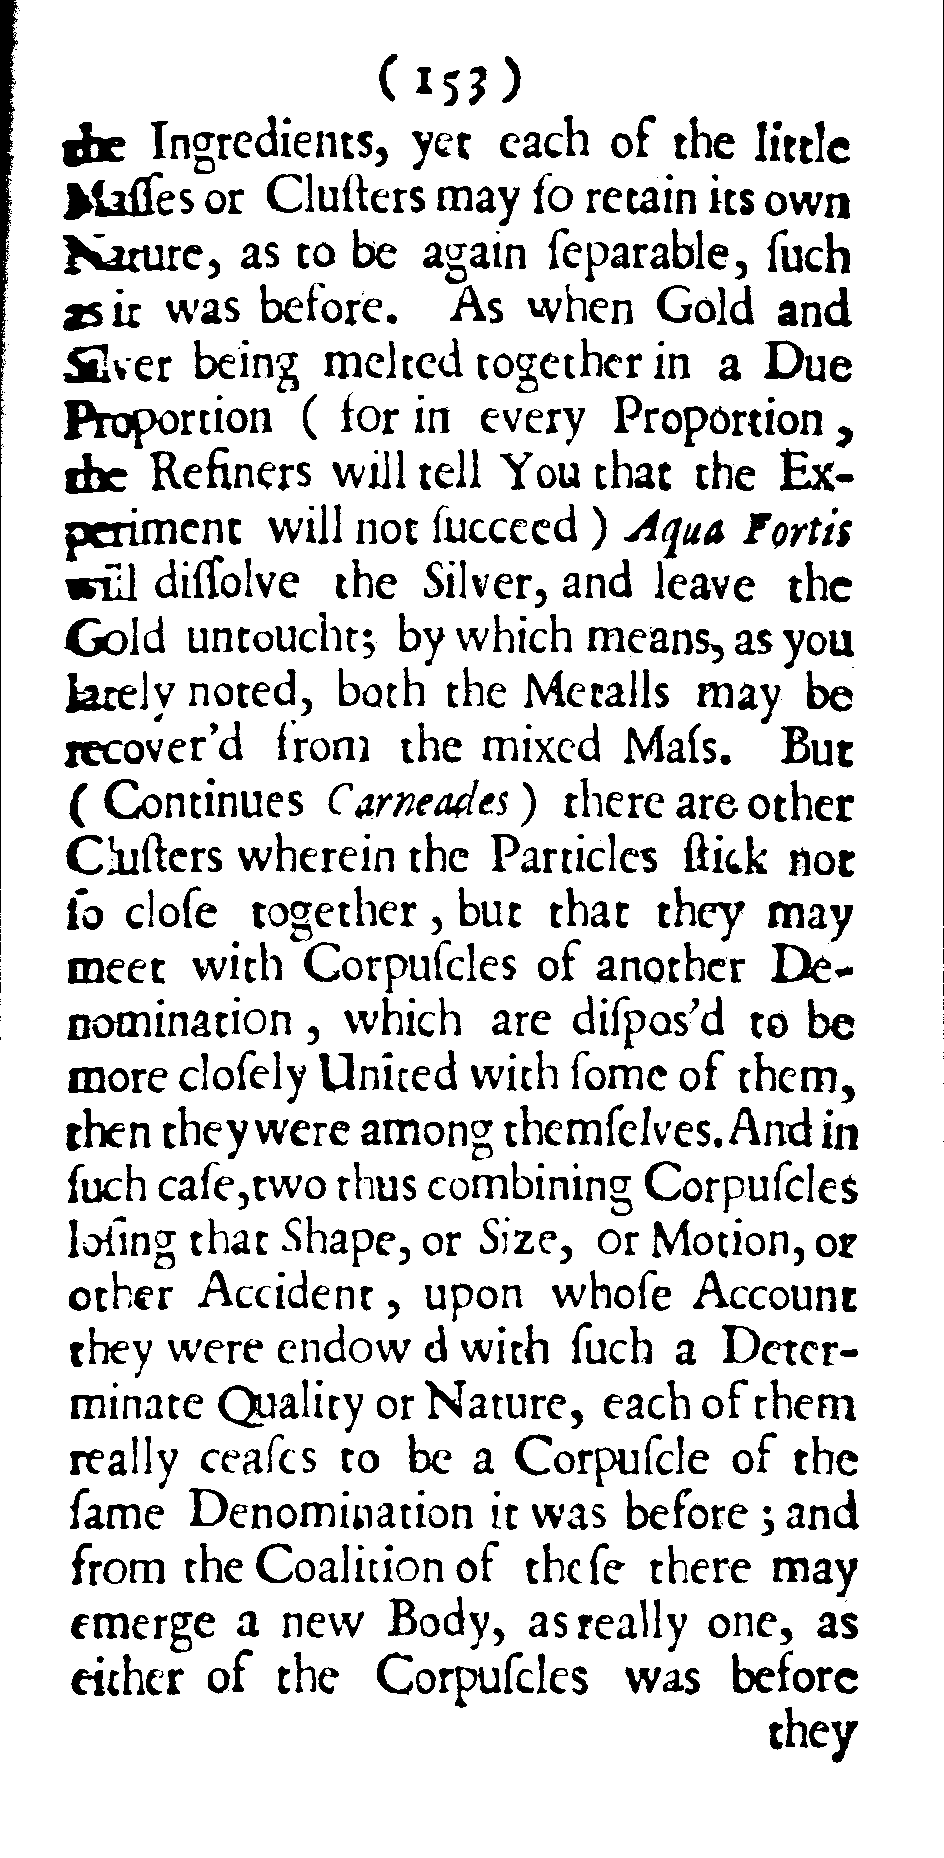 (153)
the Ingredients, yet each of the little
Maſſes or Cluſters may ſo retain its own
Nature, as to be again ſeparable, ſuch
as it was before. As when Gold and
Silver being melted together in a Due
Proportion ( for in every Proportion,
the Refiners will tell You that the Ex-
periment will not ſucceed ) Aqua Fortis
will diſſolve the Silver, and leave the
Gold untoucht; by which means, as you
lately noted, both the Metalls may be
recover'd from the mixed Maſs. But
( Continues Carneades ) there are other
Cluſters wherein the Particles ſtick not
ſo cloſe together, but that they may
meet with Corpuſcles of another De-
nomination, which are diſpos'd to be
more cloſely United with ſome of them,
then they were among themſelves. And in
ſuch caſe, two thus combining Corpuſcles
loſing that Shape, or Size, or Motion, or
other Accident, upon whoſe Account
they were endow d with ſuch a Deter-
minate Quality or Nature, each of them
really ceaſes to be a Corpuſcle of the
ſame Denomination it was before; and
from the Coalition of theſe there may
emerge a new Body, as really one, as
either of the Corpuſcles was before
they